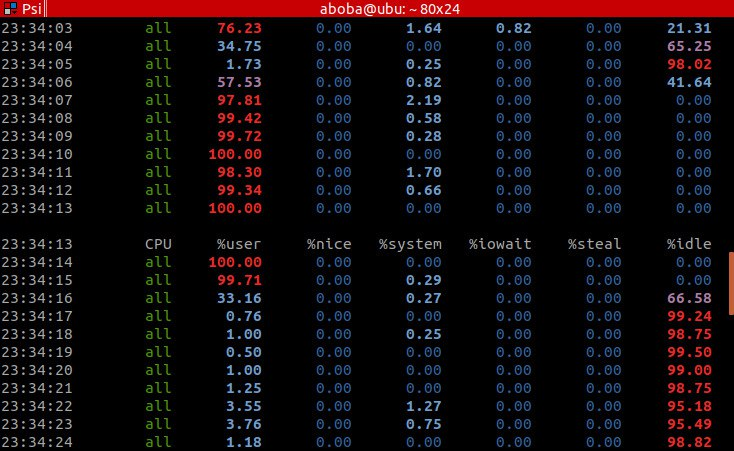 Psi aboba@ubu: ~ 80x24
23:34:03 all 76.23 0.00 1.64 0.82 0.00 21.31
23:34:04 all 34.75 0.00 0.00 0.00 0.00 65.25
23:34:05 all 1.73 0.00 0.25 0.00 0.00 98.02
23:34:06 all 57.53 0.00 0.82 0.00 0.00 41.64
23:34:07 all 97.81 0.00 2.19 0.00 0.00 0.00
23:34:08 all 99.42 0.00 0.58 0.00 0.00 0.00
23:34:09 all 99.72 0.00 0.28 0.00 0.00 0.00
23:34:10 all 100.00 0.00 0.00 0.00 0.00 0.00
23:34:11 all 98.30 0.00 1.70 0.00 0.00 0.00
23:34:12 all 99.34 0.00 0.66 0.00 0.00 0.00
23:34:13 all 100.00 0.00 0.00 0.00 0.00 0.00
23:34:13 CPU %user %nice %system %iowait %steal %idle
23:34:14 all 100.00 0.00 0.00 0.00 0.00 0.00
23:34:15 all 99.71 0.00 0.29 0.00 0.00 0.00
23:34:16 all 33.16 0.00 0.27 0.00 0.00 66.58
23:34:17 all 0.76 0.00 0.00 0.00 0.00 99.24
23:34:18 all 1.00 0.00 0.25 0.00 0.00 98.75
23:34:19 all 0.50 0.00 0.00 0.00 0.00 99.50
23:34:20 all 1.00 0.00 0.00 0.00 0.00 99.00
23:34:21 all 1.25 0.00 0.00 0.00 0.00 98.75
23:34:22 all 3.55 0.00 1.27 0.00 0.00 95.18
23:34:23 all 3.76 0.00 0.75 0.00 0.00 95.49
23:34:24 all 1.18 0.00 0.00 0.00 0.00 98.82